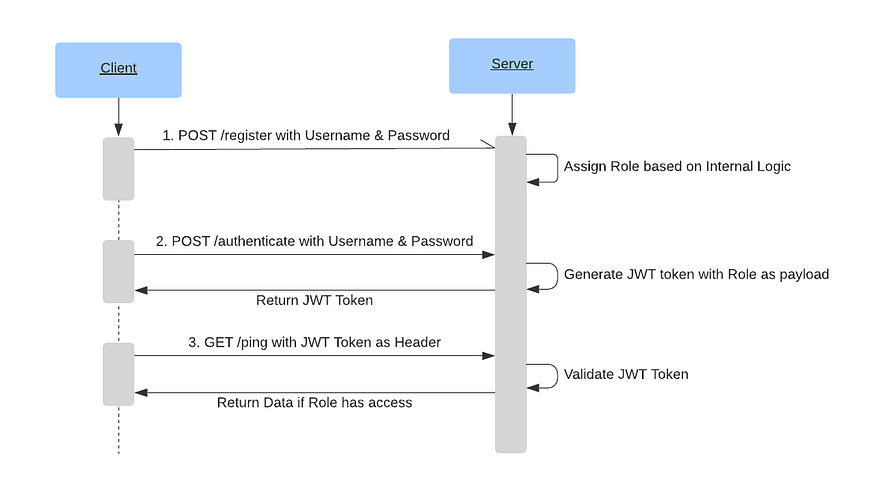 Client
Server
1. POST /register with Username & Password
Assign Role based on Internal Logic
2. POST /authenticate with Username & Password
Generate JWT token with Role as payload
Return JWT Token
3. GET /ping with JWT Token as Header
Validate JWT Token
Return Data if Role has access